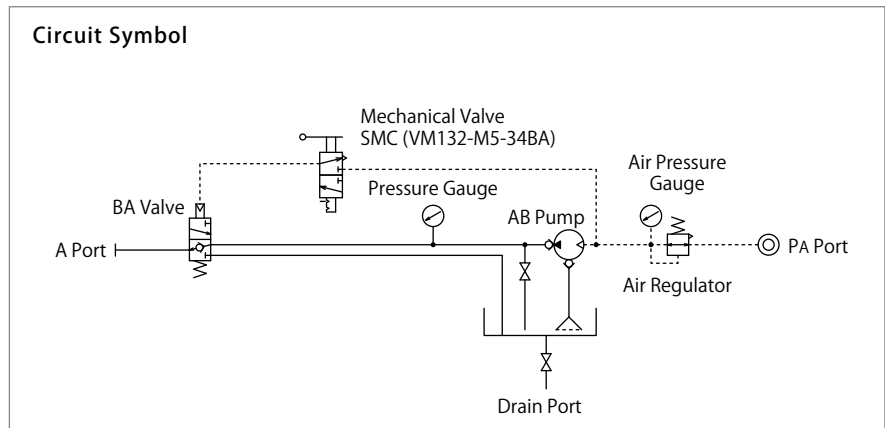 Circuit Symbol
Mechanical Valve
SMC (VM132-M5-34BA)
Air Pressure
Gauge
Pressure Gauge
BA Valve
AB Pump
A Port
PA Port
Air Regulator
Drain Port